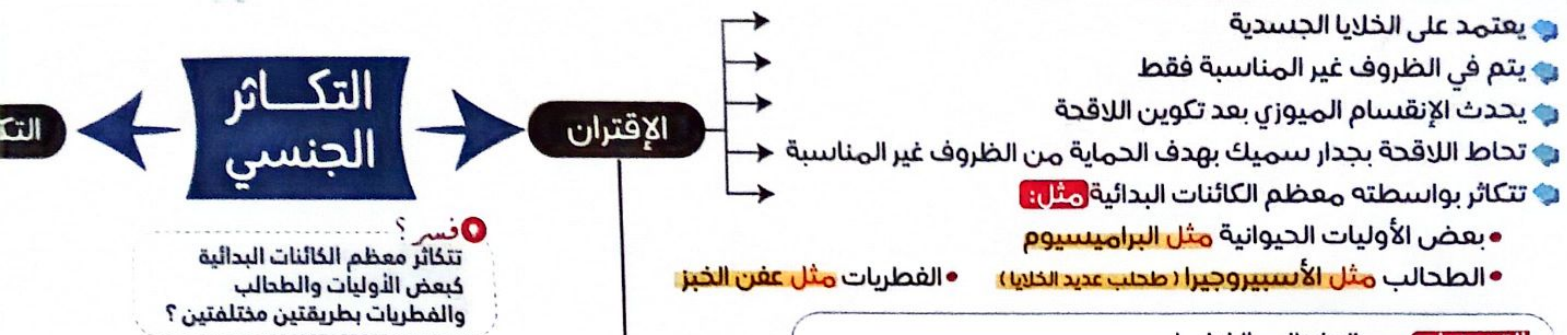 يعتمد على الخلايا الجسدية
يتم في الظروف غير المناسبة فقط
يحدث الإنقسام الميوزي بعد تكوين اللاقحة
تحاط اللاقحة بجدار سميك بهدف الحماية من الظروف غير المناسبة
تتكاثر بواسطته معظم الكائنات البدائية مثل:
• بعض الأوليات الحيوانية مثل البراميسيوم
• الطحالب مثل الأسبيروجيرا (طحلب عديد الخلايا) • الفطريات مثل عفن الخبز
الإقتران
التكاثر
الجنسي
فسر؟
تتكاثر معظم الكائنات البدائية
كبعض الأوليات والطحالب
والفطريات بطريقتين مختلفتين ؟